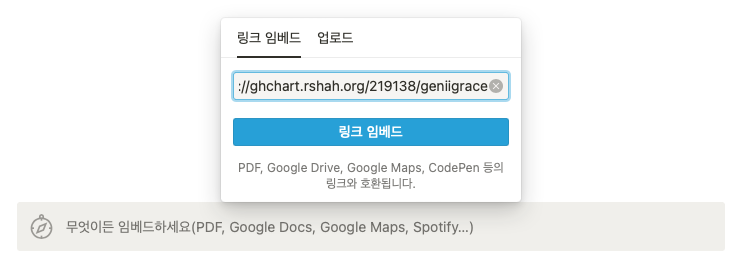 링크 임베드 업로드
://ghchart.rshah.org/219138/geniigrace
링크 임베드
PDF, Google Drive, Google Maps, CodePen 등의
링크와 호환됩니다.
무엇이든 임베드하세요(PDF, Google Docs, Google Maps, Spotify...)